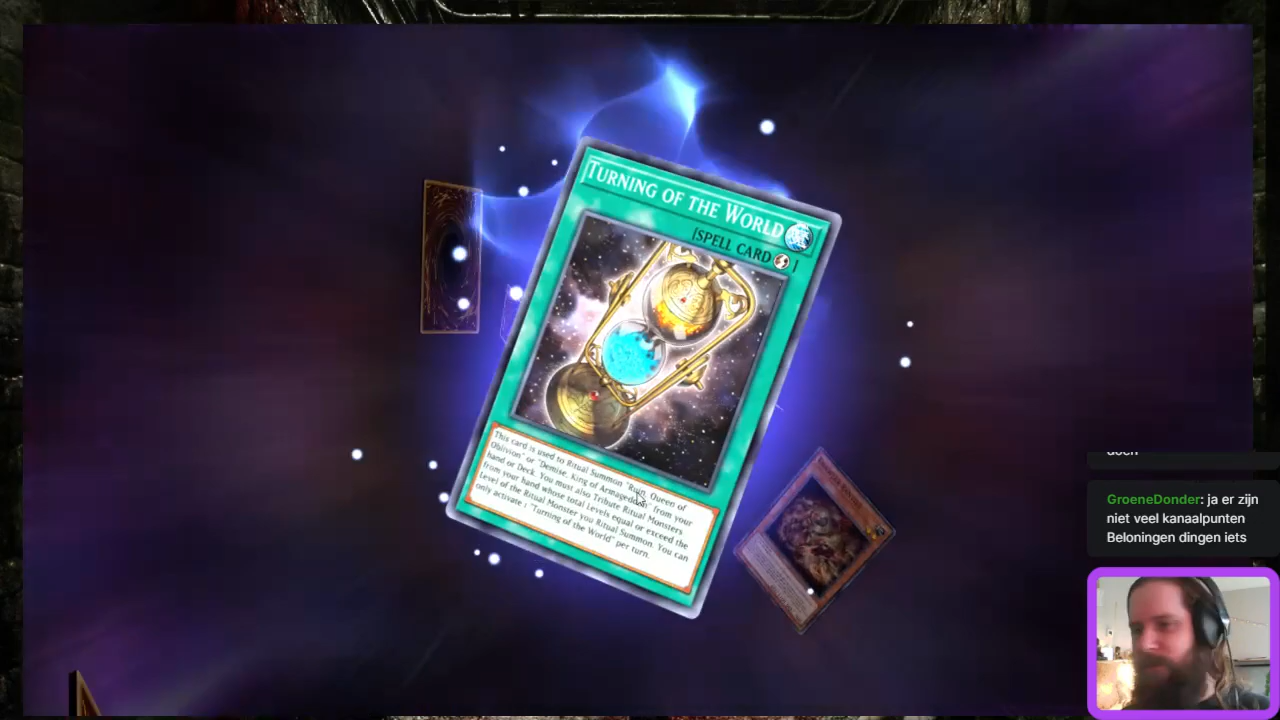 TURNING OF THE WORLD
[SPELL CARD ]
This card is used to Ritual Summon "Ruin, Queen of
Oblivion" or "Demise, King of Armageddon" from your
hand or Deck. You must also Tribute Ritual Monsters
from your hand whose total Levels equal or exceed the
Level of the Ritual Monster you Ritual Summon. You can
only activate 1 "Turning of the World" per turn.
doen
GroeneDonder: ja er zijn
niet veel kanaalpunten
Beloningen dingen iets